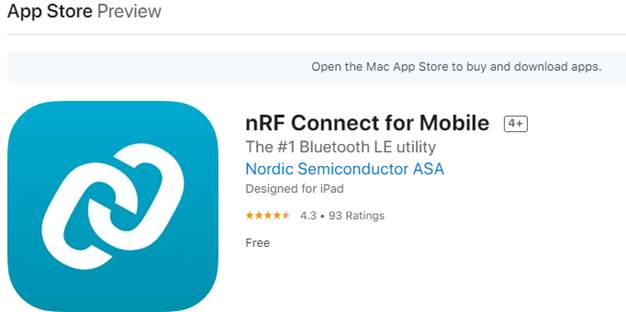 App Store Preview
Open the Mac App Store to buy and download apps.
nRF Connect for Mobile 4+
The #1 Bluetooth LE utility
Nordic Semiconductor ASA
Designed for iPad
★★★★★ 4.3 • 93 Ratings
Free